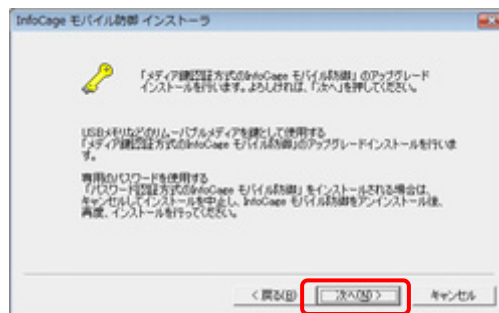 InfoCage モバイル防御 インストーラ
「メディア鍵認証方式のInfoCage モバイル防御」のアップグレード
インストールを行います。よろしければ、「次へ」を押してください。
USBメモリなどのリムーバブルメディアを鍵として使用する
「メディア鍵認証方式のInfoCage モバイル防御」のアップグレードインストールを行いま
す。
専用のパスワードを使用する
「パスワード認証方式のInfoCage モバイル防御」をインストールされる場合は、
キャンセルしてインストールを中止し、InfoCage モバイル防御をアンインストール後、
再度、インストールを行ってください。
< 戻る(B)
次へ(N) >
キャンセル